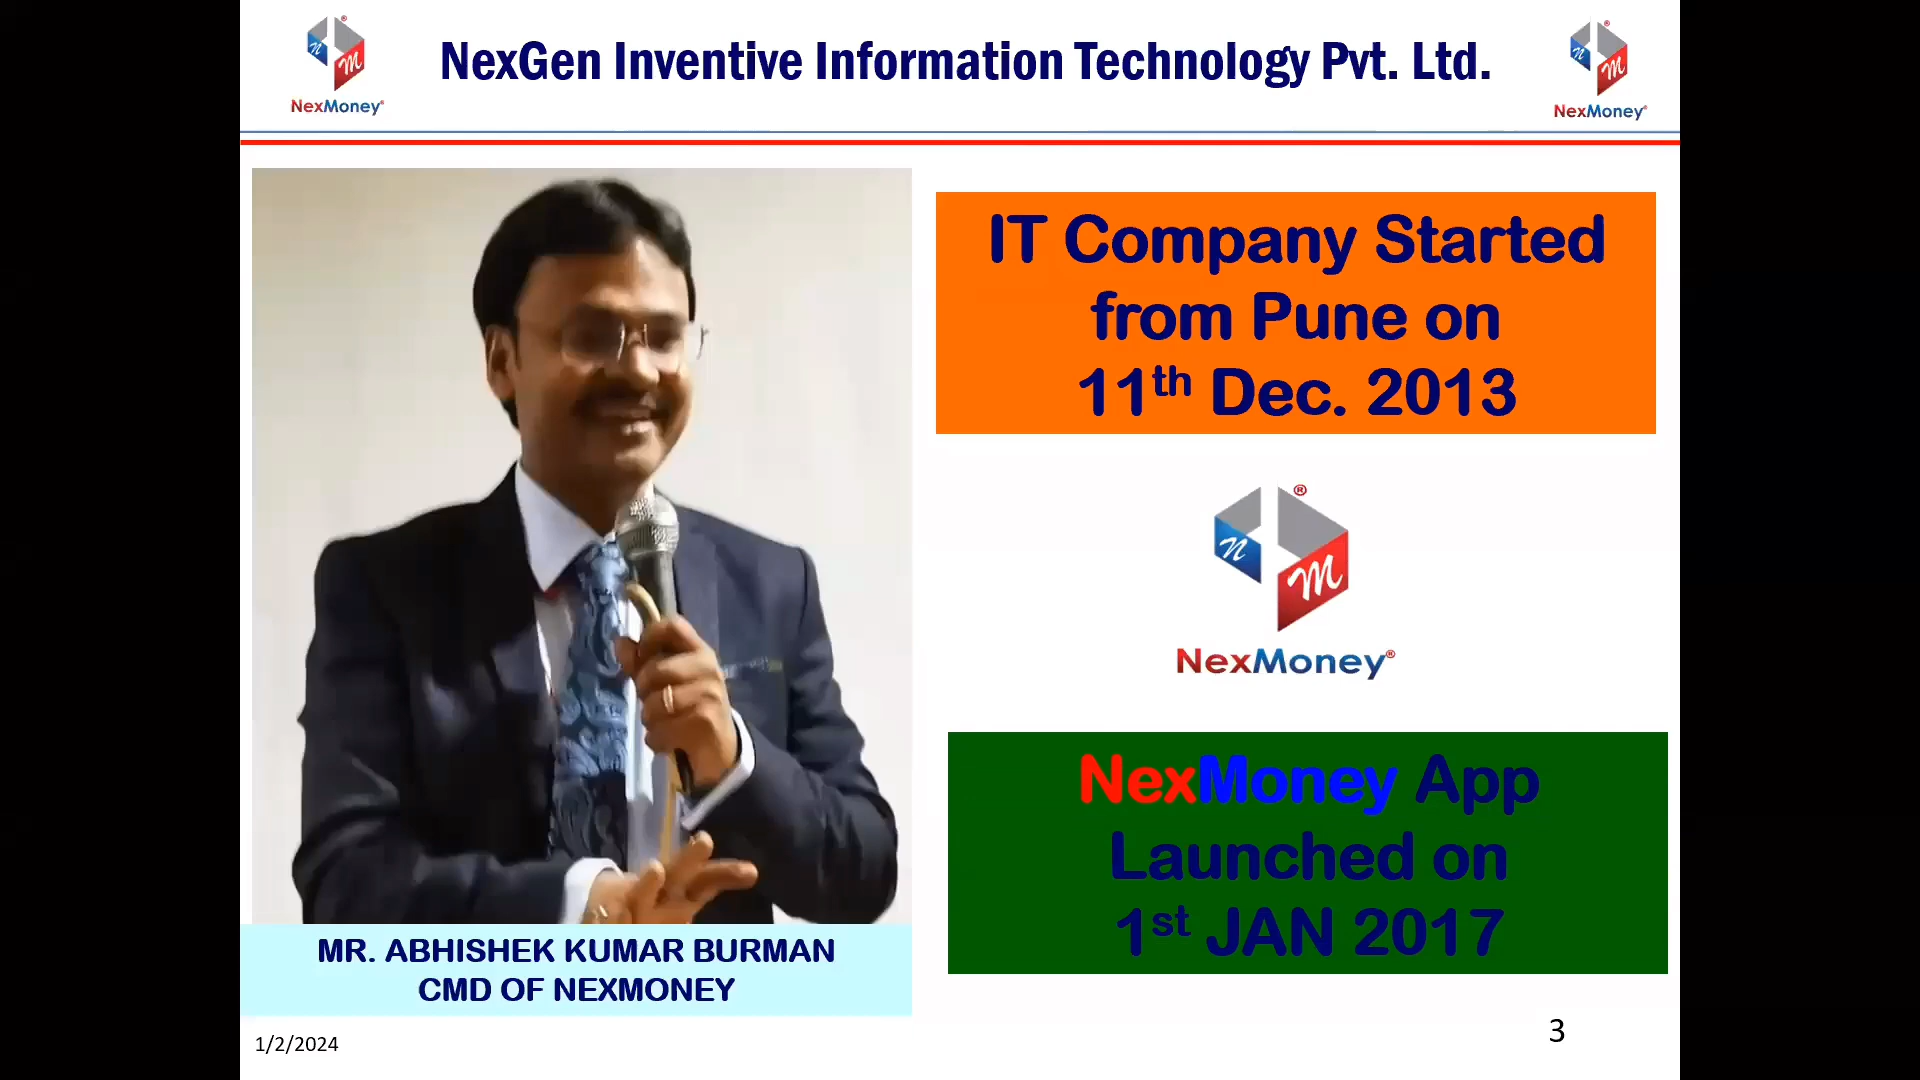 NexMoney®
NexGen Inventive Information Technology Pvt. Ltd.
NexMoney®
IT Company Started
from Pune on
11th Dec. 2013
®
n
m
NexMoney®
NexMoney App
Launched on
1st JAN 2017
MR. ABHISHEK KUMAR BURMAN
CMD OF NEXMONEY
1/2/2024
3